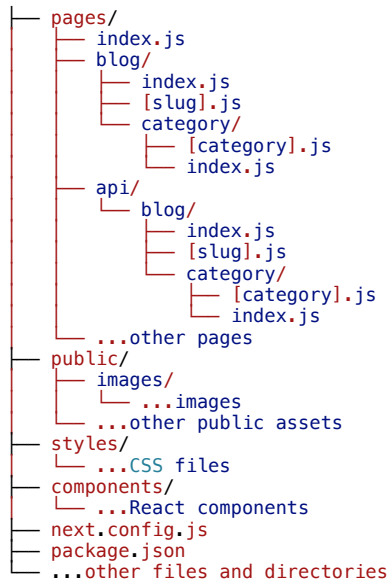 ├── pages/
│   ├── index.js
│   ├── blog/
│   │   ├── index.js
│   │   ├── [slug].js
│   │   └── category/
│   │       ├── [category].js
│   │       └── index.js
│   ├── api/
│   │   └── blog/
│   │       ├── index.js
│   │       ├── [slug].js
│   │       └── category/
│   │           ├── [category].js
│   │           └── index.js
│   └── ...other pages
├── public/
│   ├── images/
│   │   └── ...images
│   └── ...other public assets
├── styles/
│   └── ...CSS files
├── components/
│   └── ...React components
├── next.config.js
├── package.json
└── ...other files and directories